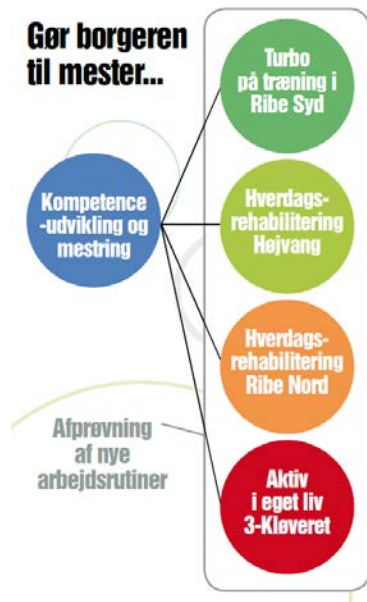 Gør borgeren
til mester...
Kompetence
-udvikling og
mestring
Turbo
på træning i
Ribe Syd
Hverdags-
rehabilitering
Højvang
Hverdags-
rehabilitering
Ribe Nord
Aktiv
i eget liv
3-Kløveret
Afprøvning
af nye
arbejdsrutiner